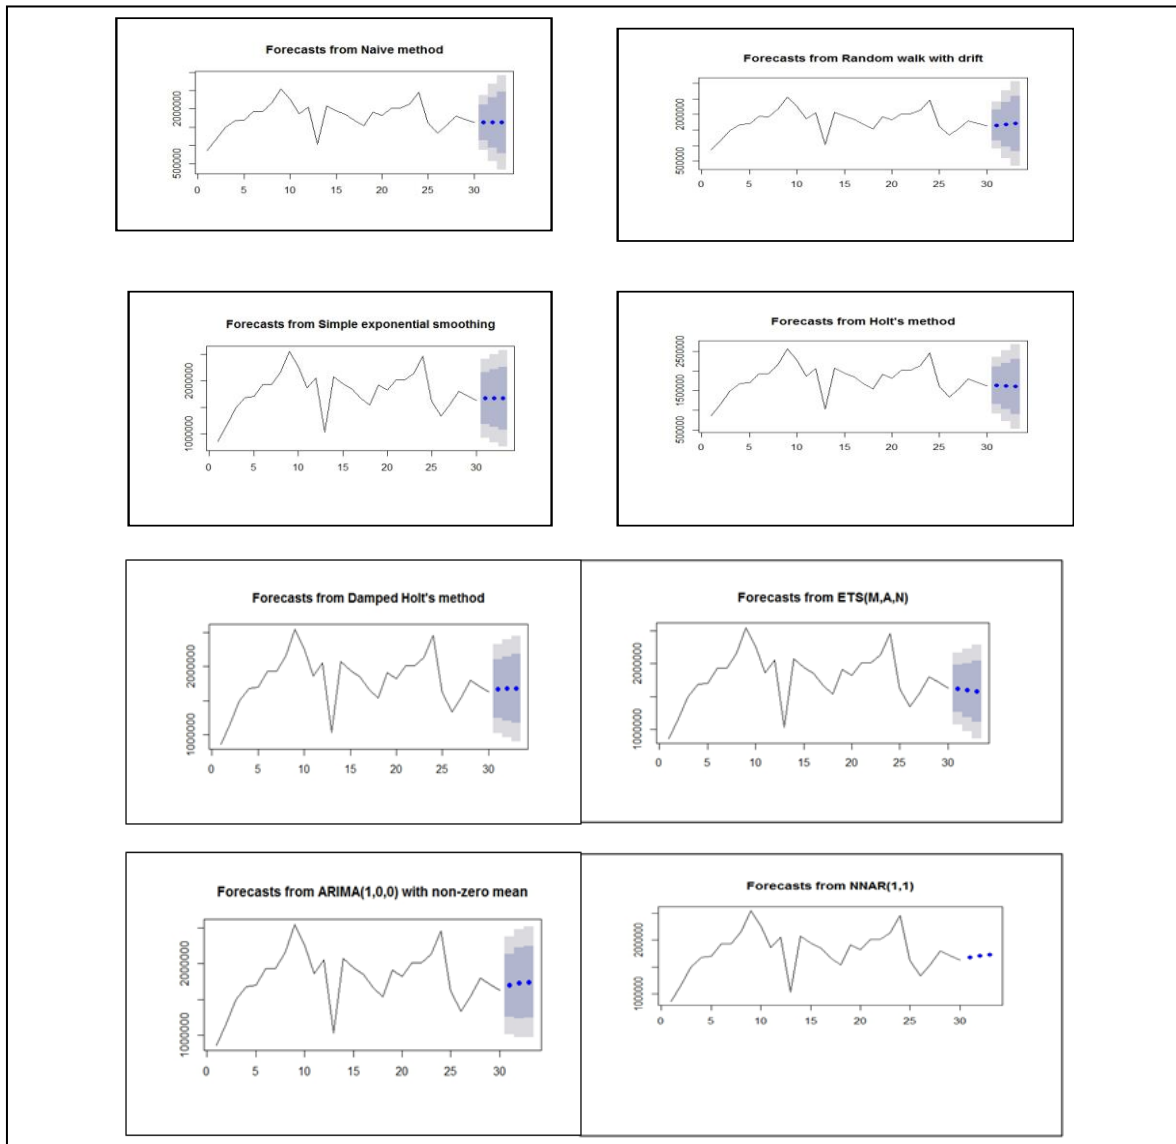 Forecasts from Naive method
2000000
500000
0 5 10 15 20 25 30
Forecasts from Random walk with drift
2000000
500000
0 5 10 15 20 25 30
Forecasts from Simple exponential smoothing
2000000
1000000
0 5 10 15 20 25 30
Forecasts from Holt's method
2500000
1500000
500000
0 5 10 15 20 25 30
Forecasts from Damped Holt's method
2000000
1000000
0 5 10 15 20 25 30
Forecasts from ETS(M,A,N)
2000000
1000000
0 5 10 15 20 25 30
Forecasts from ARIMA(1,0,0) with non-zero mean
2000000
1000000
0 5 10 15 20 25 30
Forecasts from NNAR(1,1)
2000000
1000000
0 5 10 15 20 25 30